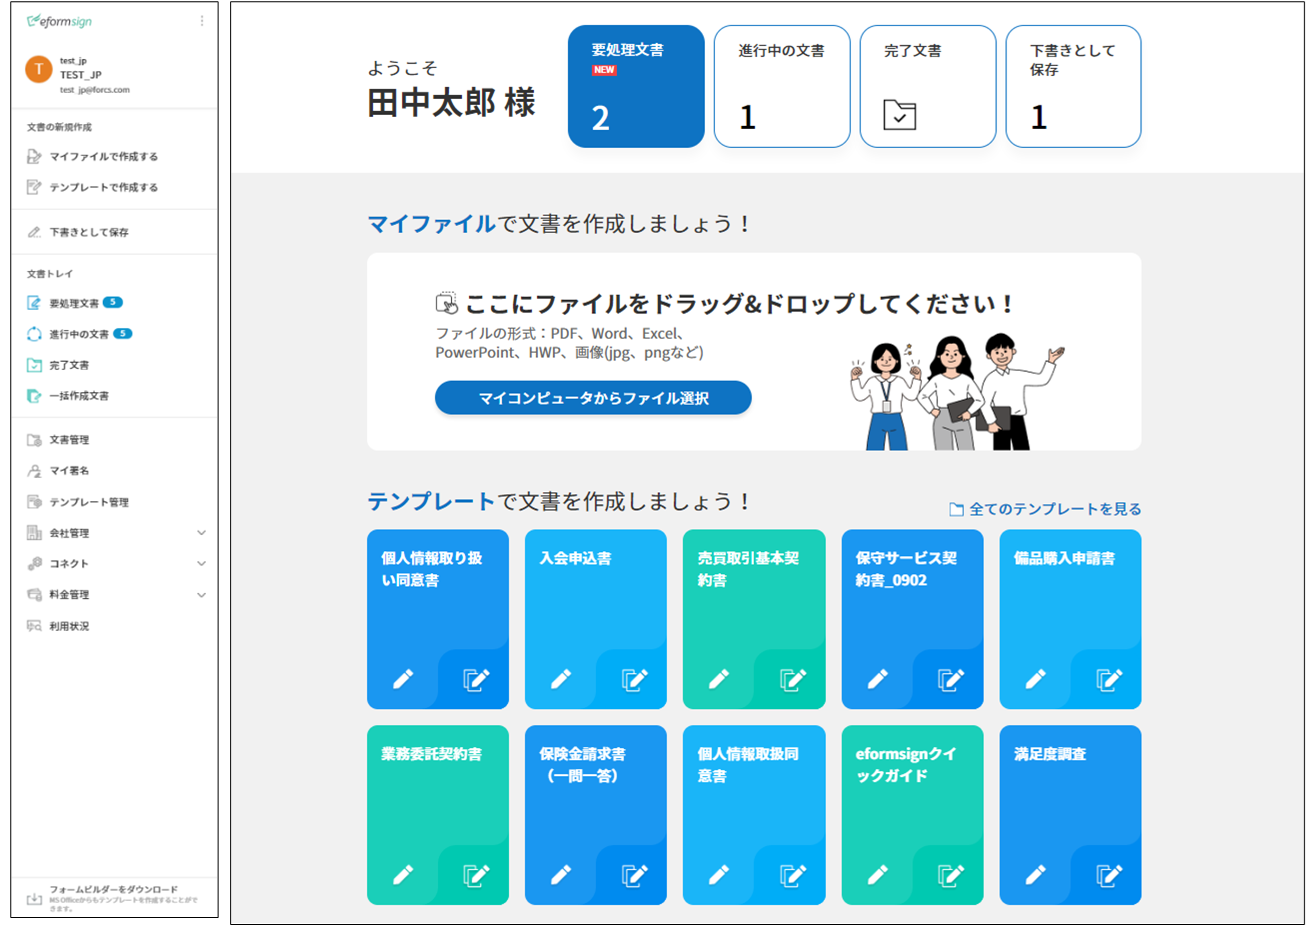 eformsign
T
test_jp
TEST_JP
test_jp@forcs.com
文書の新規作成
マイファイルで作成する
テンプレートで作成する
下書きとして保存
文書トレイ
要処理文書 5
進行中の文書 5
完了文書
一括作成文書
文書管理
マイ署名
テンプレート管理
会社管理
コネクト
料金管理
利用状況
フォームビルダーをダウンロード
MS Officeからもテンプレートを作成することがで
きます。
ようこそ
田中太郎 様
要処理文書
NEW
2
進行中の文書
1
完了文書
下書きとして
保存
1
マイファイルで文書を作成しましょう！
ここにファイルをドラッグ&ドロップしてください！
ファイルの形式：PDF、Word、Excel、
PowerPoint、HWP、画像(jpg、pngなど)
マイコンピュータからファイル選択
テンプレートで文書を作成しましょう！
全てのテンプレートを見る
個人情報取り扱
い同意書
入会申込書
売買取引基本契
約書
保守サービス契
約書_0902
備品購入申請書
業務委託契約書
保険金請求書
（一問一答）
個人情報取扱同
意書
eformsignクイ
ックガイド
満足度調査